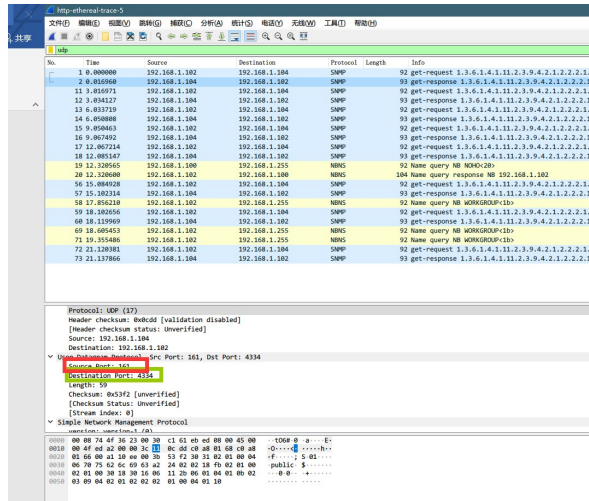 http-ethereal-trace-5
文件(F) 编辑(E) 视图(V) 跳转(G) 捕获(C) 分析(A) 统计(S) 电话(Y) 无线(W) 工具(T) 帮助(H)
共享
udp
No. Time Source Destination Protocol Length Info
1 0.000000 192.168.1.102 192.168.1.104 SNMP 92 get-request 1.3.6.1.4.1.11.2.3.9.4.2.1.2.2.2.1.
2 0.016960 192.168.1.104 192.168.1.102 SNMP 93 get-response 1.3.6.1.4.1.11.2.3.9.4.2.1.2.2.2.1
11 3.016971 192.168.1.102 192.168.1.104 SNMP 92 get-request 1.3.6.1.4.1.11.2.3.9.4.2.1.2.2.2.1.
12 3.034127 192.168.1.104 192.168.1.102 SNMP 93 get-response 1.3.6.1.4.1.11.2.3.9.4.2.1.2.2.2.1
13 6.033719 192.168.1.102 192.168.1.104 SNMP 92 get-request 1.3.6.1.4.1.11.2.3.9.4.2.1.2.2.2.1.
14 6.050808 192.168.1.104 192.168.1.102 SNMP 93 get-response 1.3.6.1.4.1.11.2.3.9.4.2.1.2.2.2.1
15 9.050463 192.168.1.102 192.168.1.104 SNMP 92 get-request 1.3.6.1.4.1.11.2.3.9.4.2.1.2.2.2.1.
16 9.067492 192.168.1.104 192.168.1.102 SNMP 93 get-response 1.3.6.1.4.1.11.2.3.9.4.2.1.2.2.2.1
17 12.067214 192.168.1.102 192.168.1.104 SNMP 92 get-request 1.3.6.1.4.1.11.2.3.9.4.2.1.2.2.2.1.
18 12.085147 192.168.1.104 192.168.1.102 SNMP 93 get-response 1.3.6.1.4.1.11.2.3.9.4.2.1.2.2.2.1
19 12.320565 192.168.1.100 192.168.1.255 NBNS 92 Name query NB NOHO<20>
20 12.320600 192.168.1.102 192.168.1.100 NBNS 104 Name query response NB 192.168.1.102
56 15.084928 192.168.1.102 192.168.1.104 SNMP 92 get-request 1.3.6.1.4.1.11.2.3.9.4.2.1.2.2.2.1.
57 15.102314 192.168.1.104 192.168.1.102 SNMP 93 get-response 1.3.6.1.4.1.11.2.3.9.4.2.1.2.2.2.1
58 17.856210 192.168.1.102 192.168.1.255 NBNS 92 Name query NB WORKGROUP<1b>
59 18.102656 192.168.1.102 192.168.1.104 SNMP 92 get-request 1.3.6.1.4.1.11.2.3.9.4.2.1.2.2.2.1.
60 18.119969 192.168.1.104 192.168.1.102 SNMP 93 get-response 1.3.6.1.4.1.11.2.3.9.4.2.1.2.2.2.1
69 18.605453 192.168.1.102 192.168.1.255 NBNS 92 Name query NB WORKGROUP<1b>
71 19.355486 192.168.1.102 192.168.1.255 NBNS 92 Name query NB WORKGROUP<1b>
72 21.120381 192.168.1.102 192.168.1.104 SNMP 92 get-request 1.3.6.1.4.1.11.2.3.9.4.2.1.2.2.2.1.
73 21.137866 192.168.1.104 192.168.1.102 SNMP 93 get-response 1.3.6.1.4.1.11.2.3.9.4.2.1.2.2.2.1
Protocol: UDP (17)
Header checksum: 0x0cdd [validation disabled]
[Header checksum status: Unverified]
Source: 192.168.1.104
Destination: 192.168.1.102
User Datagram Protocol, Src Port: 161, Dst Port: 4334
Source Port: 161
Destination Port: 4334
Length: 59
Checksum: 0x53f2 [unverified]
[Checksum Status: Unverified]
[Stream index: 0]
Simple Network Management Protocol
version: version-1 (0)
0000 00 08 74 4f 36 23 00 30 c1 61 eb ed 08 00 45 00 ··tO6#·0 ·a····E·
0010 00 4f ed a2 00 00 3c 11 0c dd c0 a8 01 68 c0 a8 ·O····<· ·····h··
0020 01 66 00 a1 10 ee 00 3b 53 f2 30 31 02 01 00 04 ·f·····; S·01····
0030 06 70 75 62 6c 69 63 a2 24 02 02 18 fb 02 01 00 ·public· $·······
0040 02 01 00 30 18 30 16 06 11 2b 06 01 04 01 0b 02 ···0·0·· ·+······
0050 03 09 04 02 01 02 02 02 01 00 04 01 10 ········ ·····